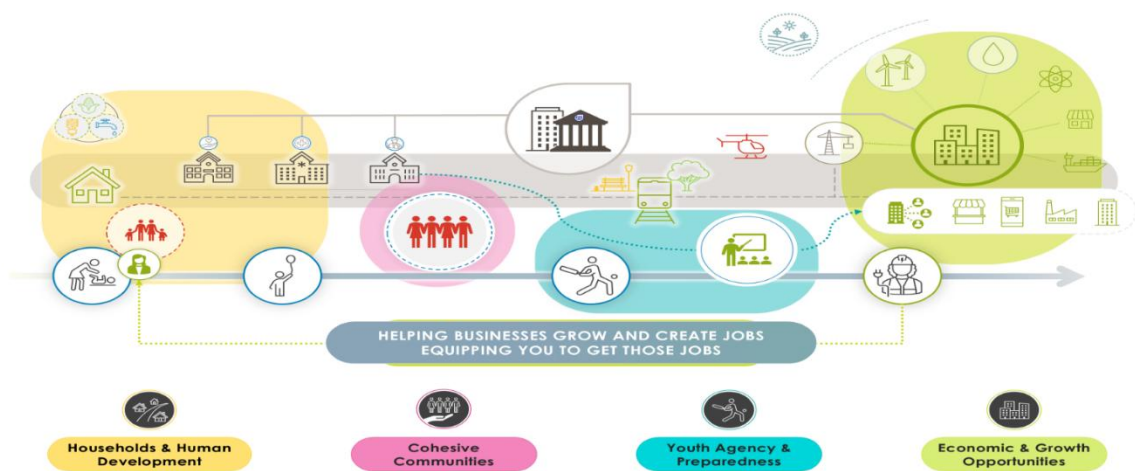 HELPING BUSINESSES GROW AND CREATE JOBS
EQUIPPING YOU TO GET THOSE JOBS
Households & Human
Development
Cohesive
Communities
Youth Agency &
Preparedness
Economic & Growth
Opportunities